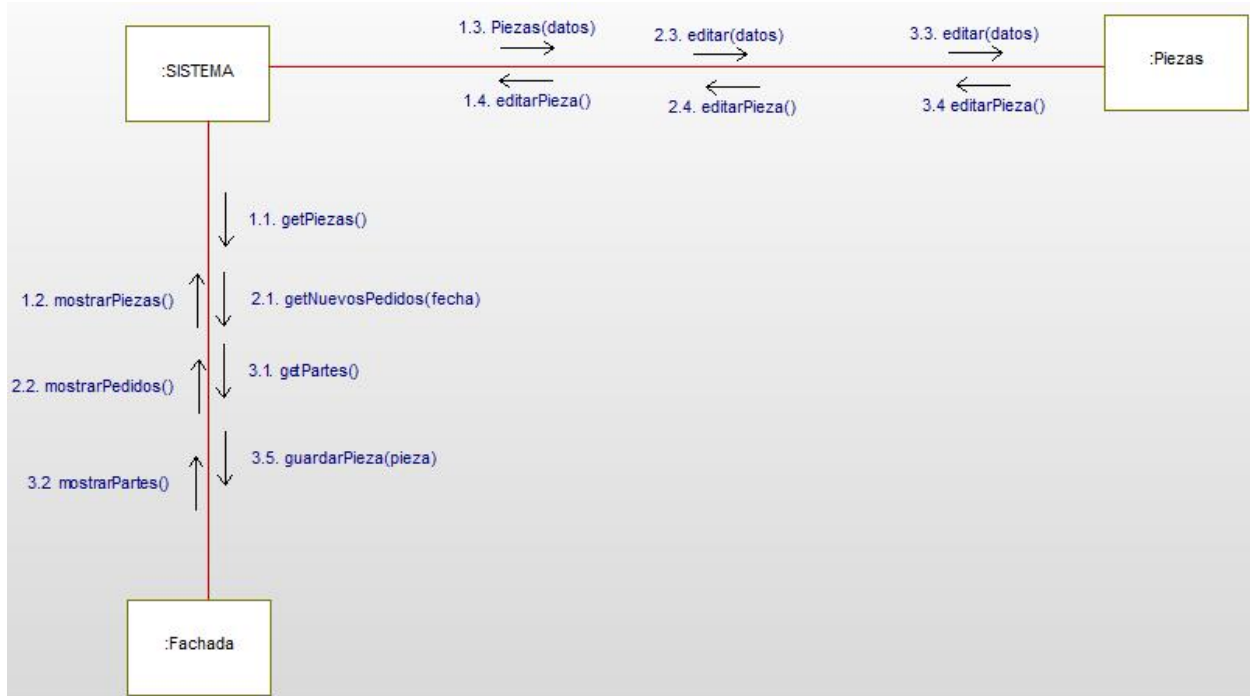 1.3. Piezas(datos)
2.3. editar(datos)
3.3. editar(datos)
:SISTEMA
:Piezas
1.4. editarPieza()
2.4. editarPieza()
3.4 editarPieza()
1.1. getPiezas()
1.2. mostrarPiezas()
2.1. getNuevosPedidos(fecha)
3.1. getPartes()
2.2. mostrarPedidos()
3.5. guardarPieza(pieza)
3.2 mostrarPartes()
:Fachada